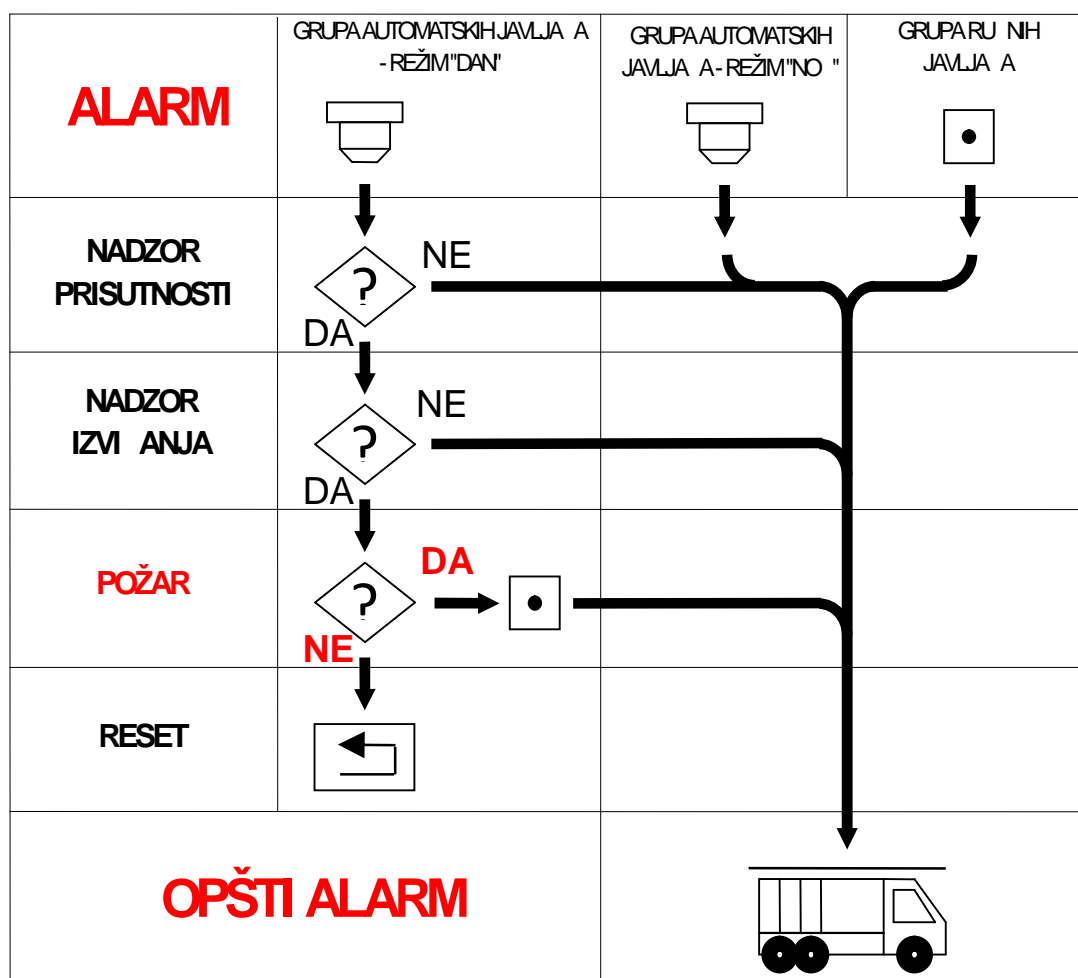 GRUPA AUTOMATSKIH JAVLJA A
- REŽIM "DAN"
GRUPA AUTOMATSKIH
JAVLJA A - REŽIM "NO "
GRUPA RU NIH
JAVLJA A
ALARM
NADZOR
PRISUTNOSTI
?
NE
DA
NADZOR
IZVI ANJA
?
NE
DA
POŽAR
?
DA
NE
RESET
OPŠTI ALARM